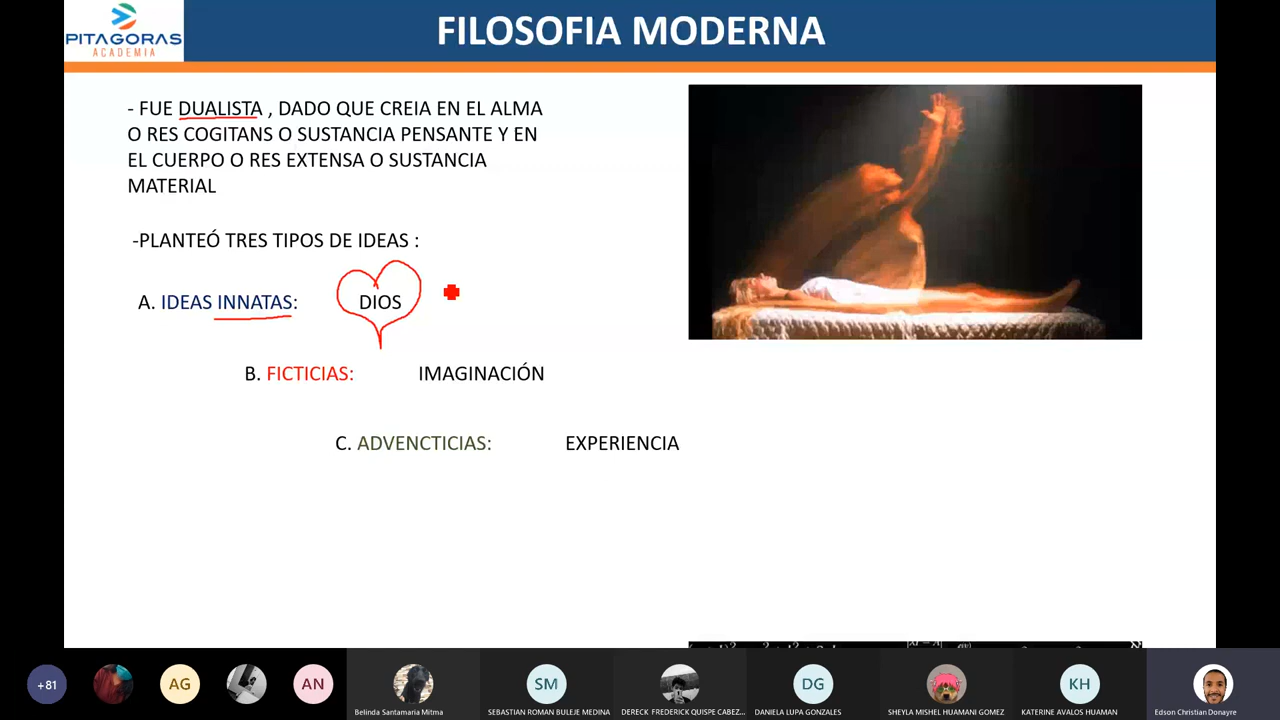 PITAGORAS
ACADEMIA
FILOSOFIA MODERNA
- FUE DUALISTA , DADO QUE CREIA EN EL ALMA
O RES COGITANS O SUSTANCIA PENSANTE Y EN
EL CUERPO O RES EXTENSA O SUSTANCIA
MATERIAL
-PLANTEÓ TRES TIPOS DE IDEAS :
A. IDEAS INNATAS: DIOS
B. FICTICIAS: IMAGINACIÓN
C. ADVENCTICIAS: EXPERIENCIA
+81
AG
AN
SM
DG
KH
Belinda Santamaria Mitma
SEBASTIAN ROMAN BULEJE MEDINA
DERECK FREDERICK QUISPE CABEZ...
DANIELA LUPA GONZALES
SHEYLA MISHEL HUAMANI GOMEZ
KATERINE AVALOS HUAMAN
Edson Christian Donayre